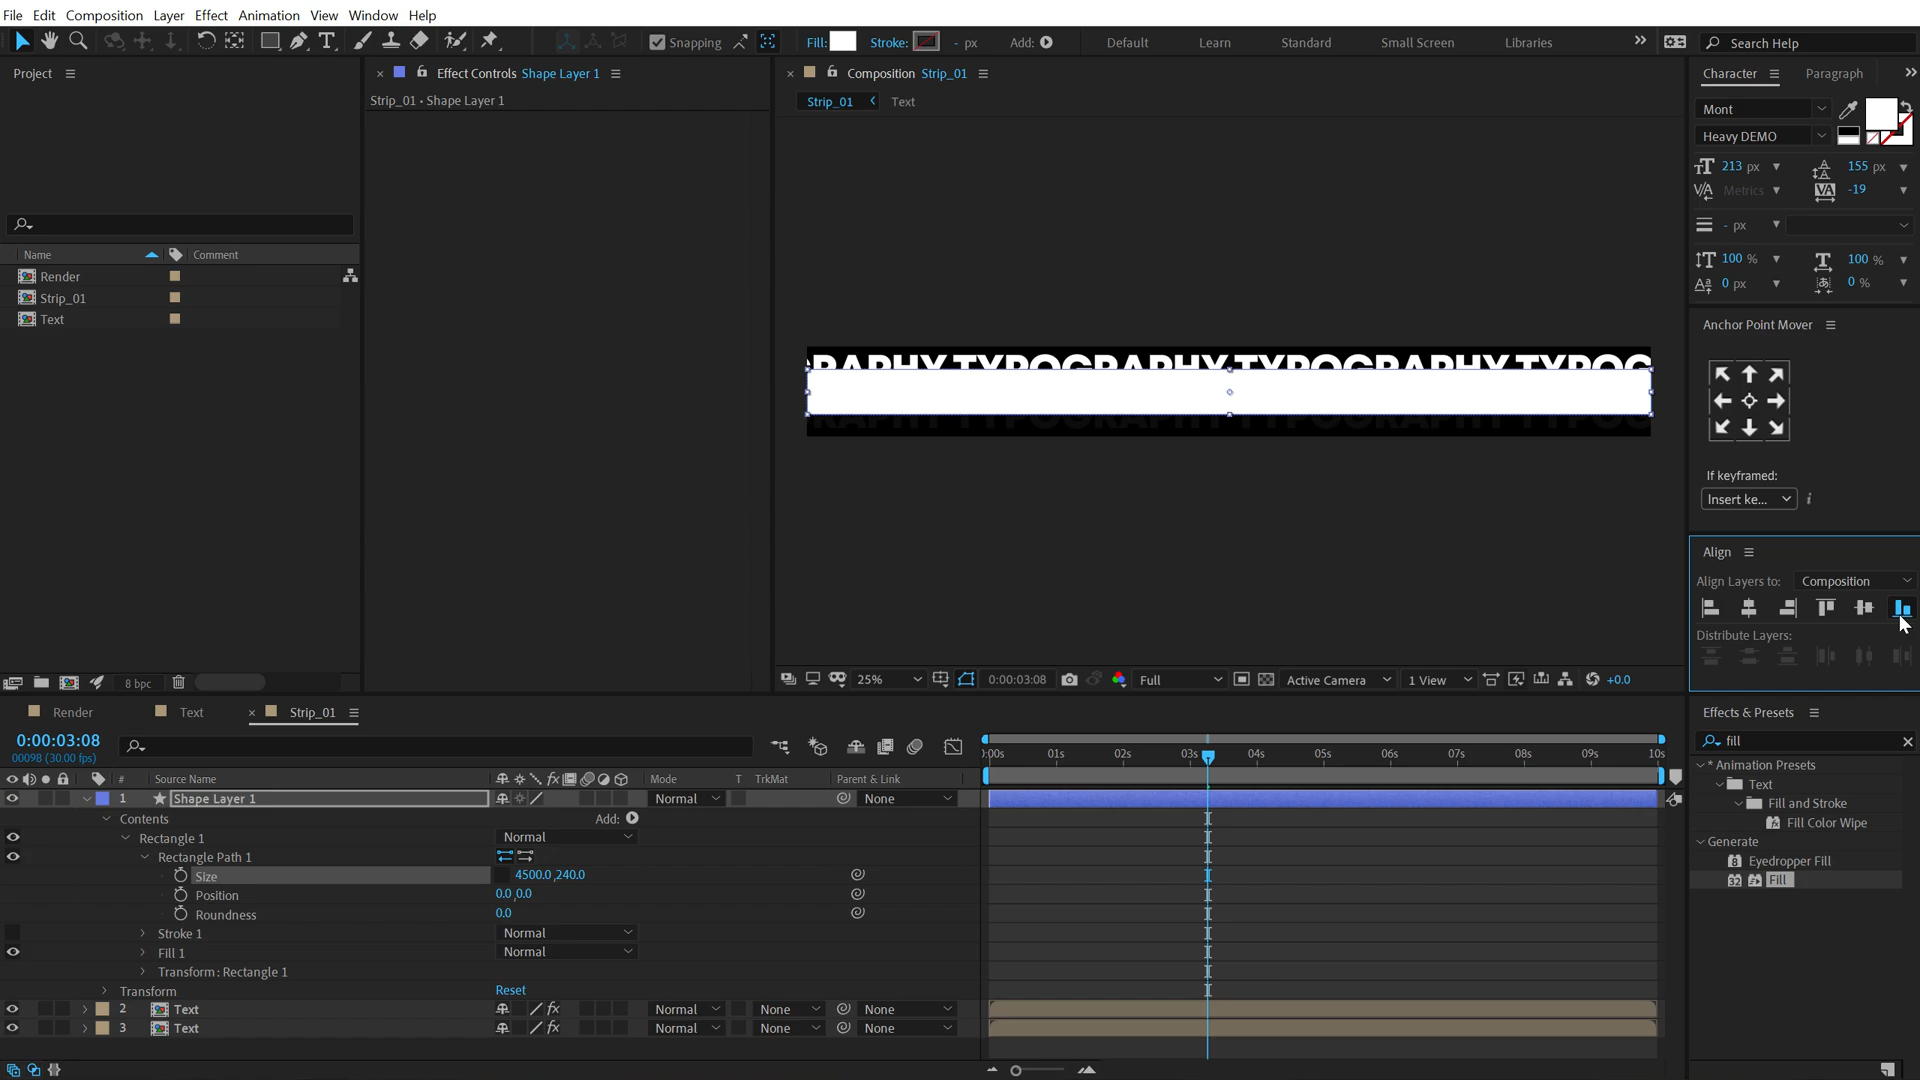 File Edit Composition Layer Effect Animation View Window Help
Snapping Fill: Stroke: - px Add: Default Learn Standard Small Screen Libraries Search Help
Project
Name Comment
Render
Strip_01
Text
8 bpc
Effect Controls Shape Layer 1
Strip_01 • Shape Layer 1
Composition Strip_01
Strip_01 Text
RAPHY TYPOGRAPHY TYPOGRAPHY TYPOG
25% 0:00:03:08 Full Active Camera 1 View +0.0
Character Paragraph
Mont
Heavy DEMO
213 px 155 px
Metrics -19
- px
100 % 100 %
0 px 0 %
Anchor Point Mover
If keyframed:
Insert ke...
Align
Align Layers to: Composition
Distribute Layers:
Effects & Presets
fill
* Animation Presets
Text
Fill and Stroke
Fill Color Wipe
Generate
Eyedropper Fill
Fill
Render Text Strip_01
0:00:03:08
00098 (30.00 fps)
# Source Name Mode T TrkMat Parent & Link
:00s 01s 02s 03s 04s 05s 06s 07s 08s 09s 10s
1 Shape Layer 1 Normal None
Contents Add:
Rectangle 1 Normal
Rectangle Path 1
Size 4500.0,240.0
Position 0.0,0.0
Roundness 0.0
Stroke 1 Normal
Fill 1 Normal
Transform: Rectangle 1
Transform Reset
2 Text Normal None None
3 Text Normal None None